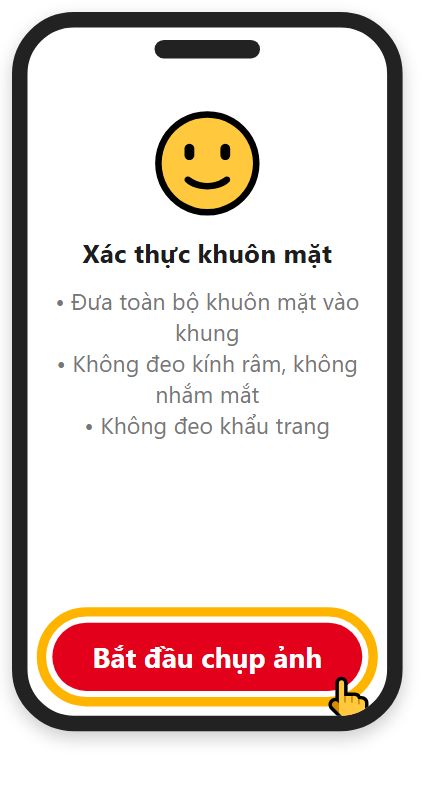 Xác thực khuôn mặt
• Đưa toàn bộ khuôn mặt vào
khung
• Không đeo kính râm, không
nhắm mắt
• Không đeo khẩu trang
Bắt đầu chụp ảnh